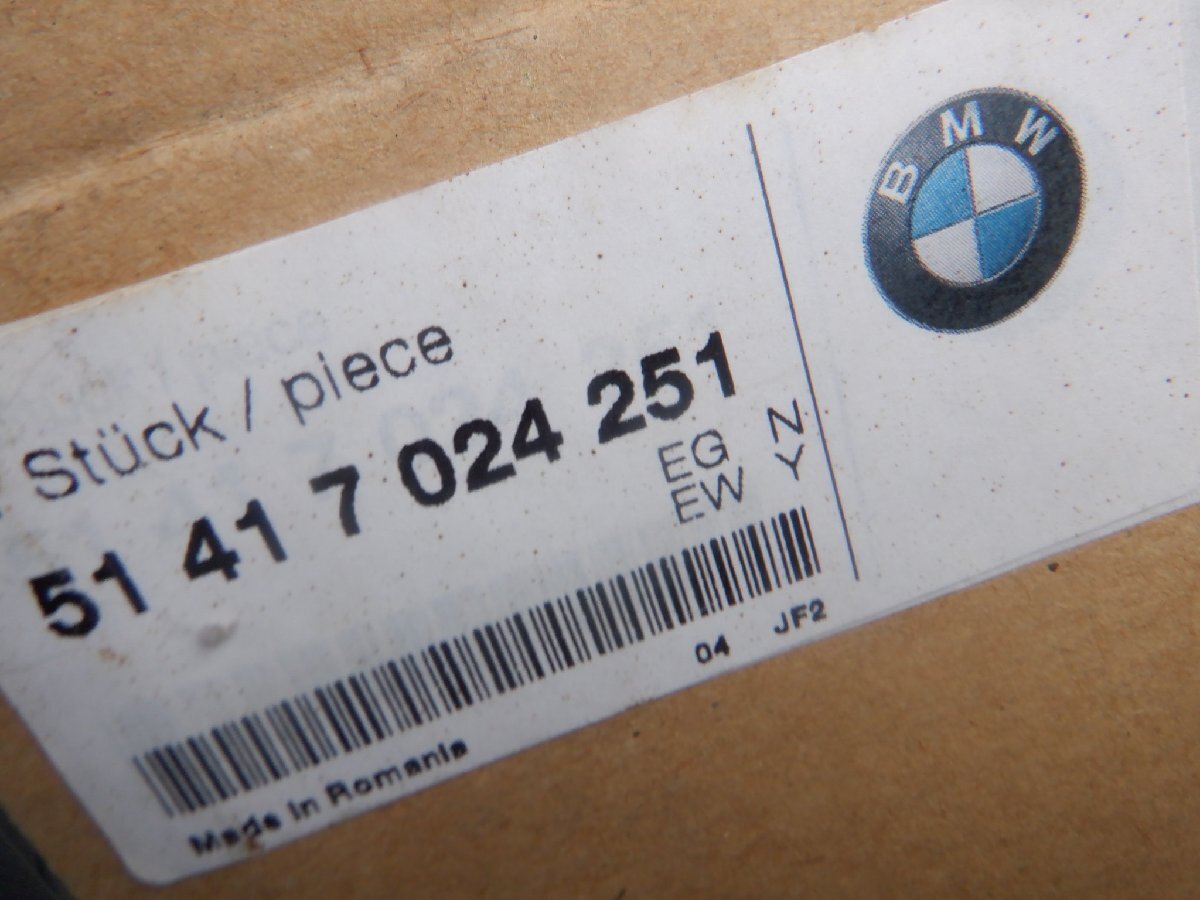 BMW
Stück / piece
51 41 7 024 251
EG N
EW Y
04 JF2
Made in Romania